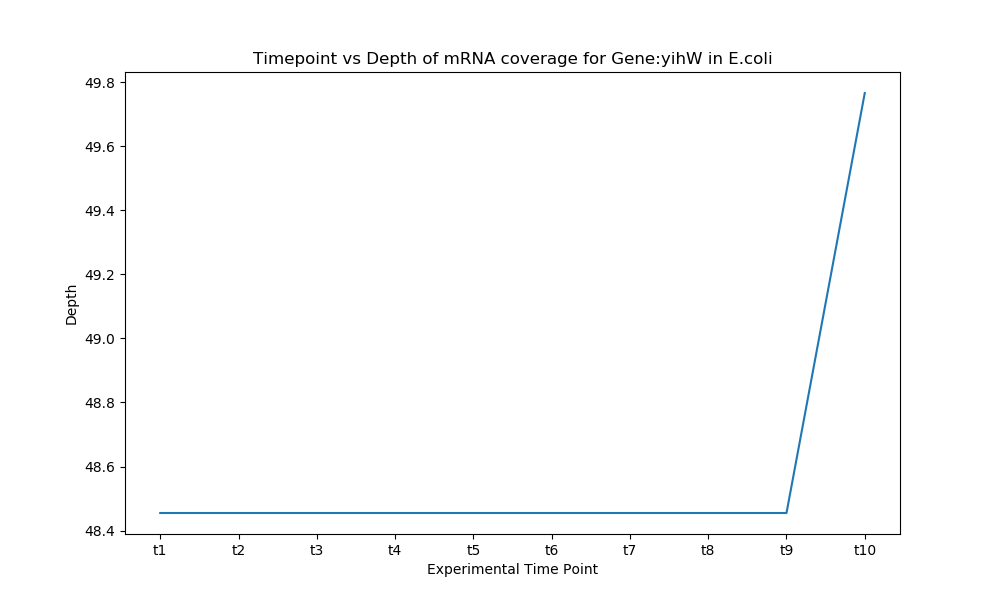 Timepoint vs Depth of mRNA coverage for Gene:yihW in E.coli
49.8
49.6
49.4
49.2
49.0
48.8
48.6
48.4
Depth
t1 t2 t3 t4 t5 t6 t7 t8 t9 t10
Experimental Time Point